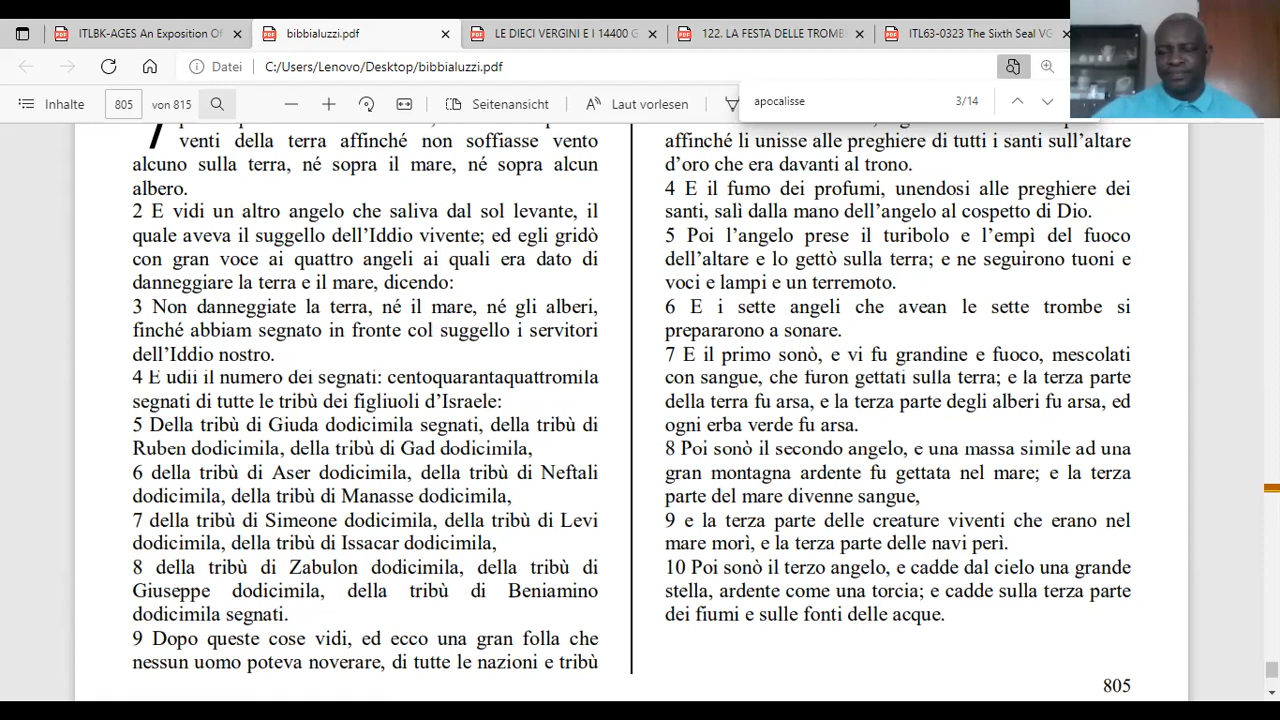 ITLBK-AGES An Exposition Of
bibbialuzzi.pdf
LE DIECI VERGINI E I 14400 G
122. LA FESTA DELLE TROMB
ITL63-0323 The Sixth Seal VG
Datei C:/Users/Lenovo/Desktop/bibbialuzzi.pdf
Inhalte 805 von 815 Seitenansicht Laut vorlesen
apocalisse 3/14
7
venti della terra affinché non soffiasse vento
alcuno sulla terra, né sopra il mare, né sopra alcun
albero.
2 E vidi un altro angelo che saliva dal sol levante, il
quale aveva il suggello dell'Iddio vivente; ed egli gridò
con gran voce ai quattro angeli ai quali era dato di
danneggiare la terra e il mare, dicendo:
3 Non danneggiate la terra, né il mare, né gli alberi,
finché abbiam segnato in fronte col suggello i servitori
dell'Iddio nostro.
4 E udii il numero dei segnati: centoquarantaquattromila
segnati di tutte le tribù dei figliuoli d'Israele:
5 Della tribù di Giuda dodicimila segnati, della tribù di
Ruben dodicimila, della tribù di Gad dodicimila,
6 della tribù di Aser dodicimila, della tribù di Neftali
dodicimila, della tribù di Manasse dodicimila,
7 della tribù di Simeone dodicimila, della tribù di Levi
dodicimila, della tribù di Issacar dodicimila,
8 della tribù di Zabulon dodicimila, della tribù di
Giuseppe dodicimila, della tribù di Beniamino
dodicimila segnati.
9 Dopo queste cose vidi, ed ecco una gran folla che
nessun uomo poteva noverare, di tutte le nazioni e tribù
affinché li unisse alle preghiere di tutti i santi sull'altare
d'oro che era davanti al trono.
4 E il fumo dei profumi, unendosi alle preghiere dei
santi, salì dalla mano dell'angelo al cospetto di Dio.
5 Poi l'angelo prese il turibolo e l'empì del fuoco
dell'altare e lo gettò sulla terra; e ne seguirono tuoni e
voci e lampi e un terremoto.
6 E i sette angeli che avean le sette trombe si
prepararono a sonare.
7 E il primo sonò, e vi fu grandine e fuoco, mescolati
con sangue, che furon gettati sulla terra; e la terza parte
della terra fu arsa, e la terza parte degli alberi fu arsa, ed
ogni erba verde fu arsa.
8 Poi sonò il secondo angelo, e una massa simile ad una
gran montagna ardente fu gettata nel mare; e la terza
parte del mare divenne sangue,
9 e la terza parte delle creature viventi che erano nel
mare morì, e la terza parte delle navi perì.
10 Poi sonò il terzo angelo, e cadde dal cielo una grande
stella, ardente come una torcia; e cadde sulla terza parte
dei fiumi e sulle fonti delle acque.
805